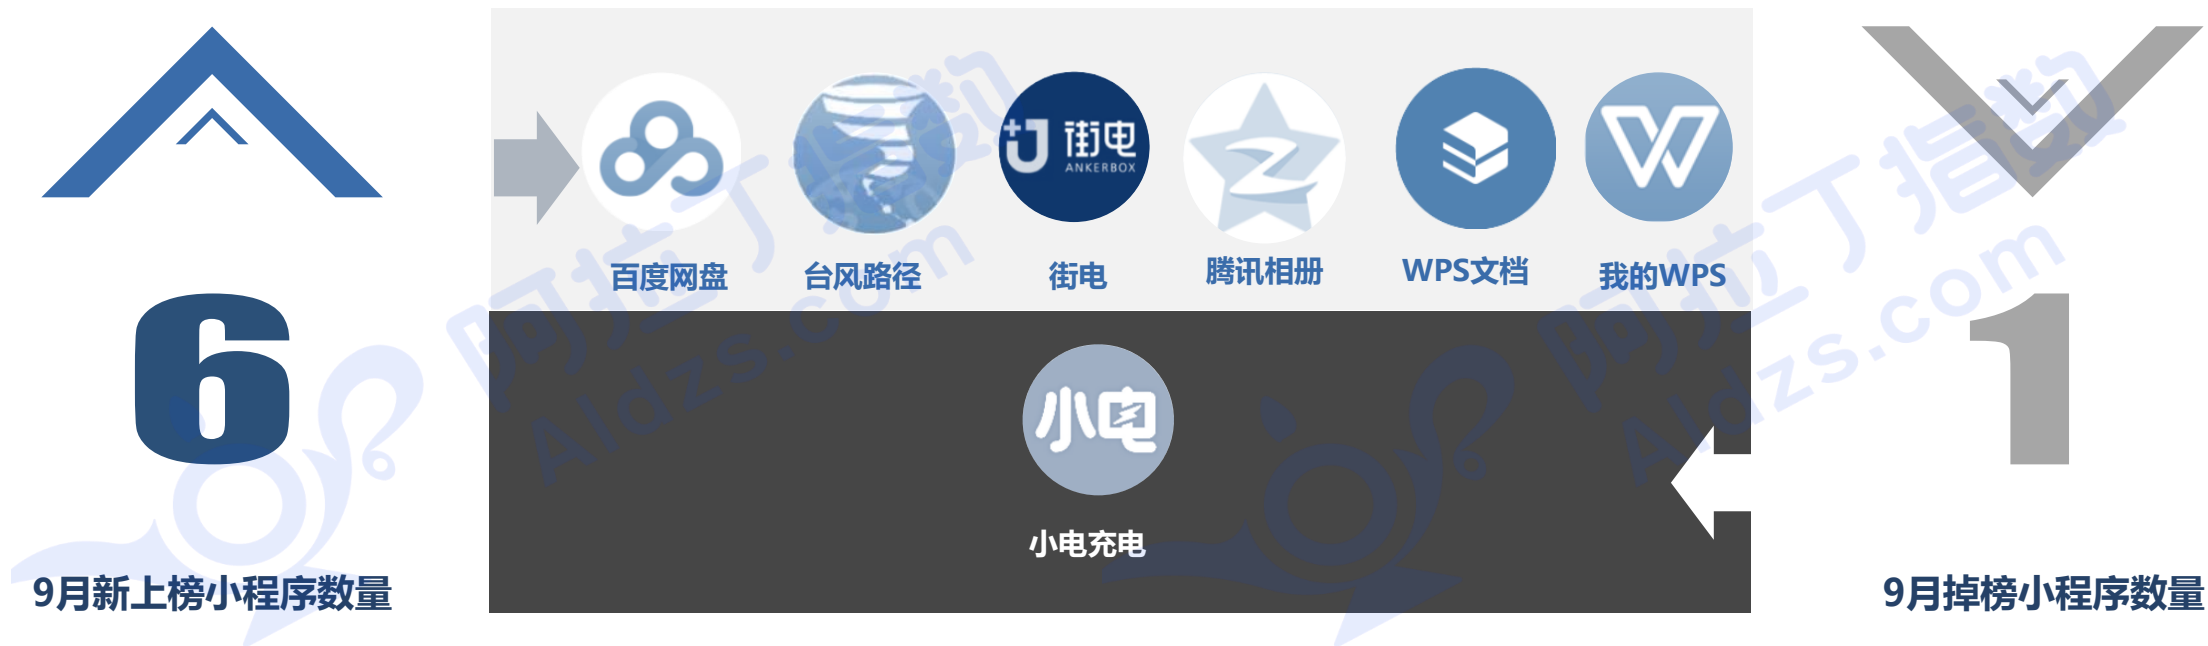 街电
ANKERBOX
百度网盘
台风路径
街电
腾讯相册
WPS文档
我的WPS
6
9月新上榜小程序数量
小电
小电充电
1
9月掉榜小程序数量
阿拉丁指数
Aldzs.com
阿拉丁指数
Aldzs.com